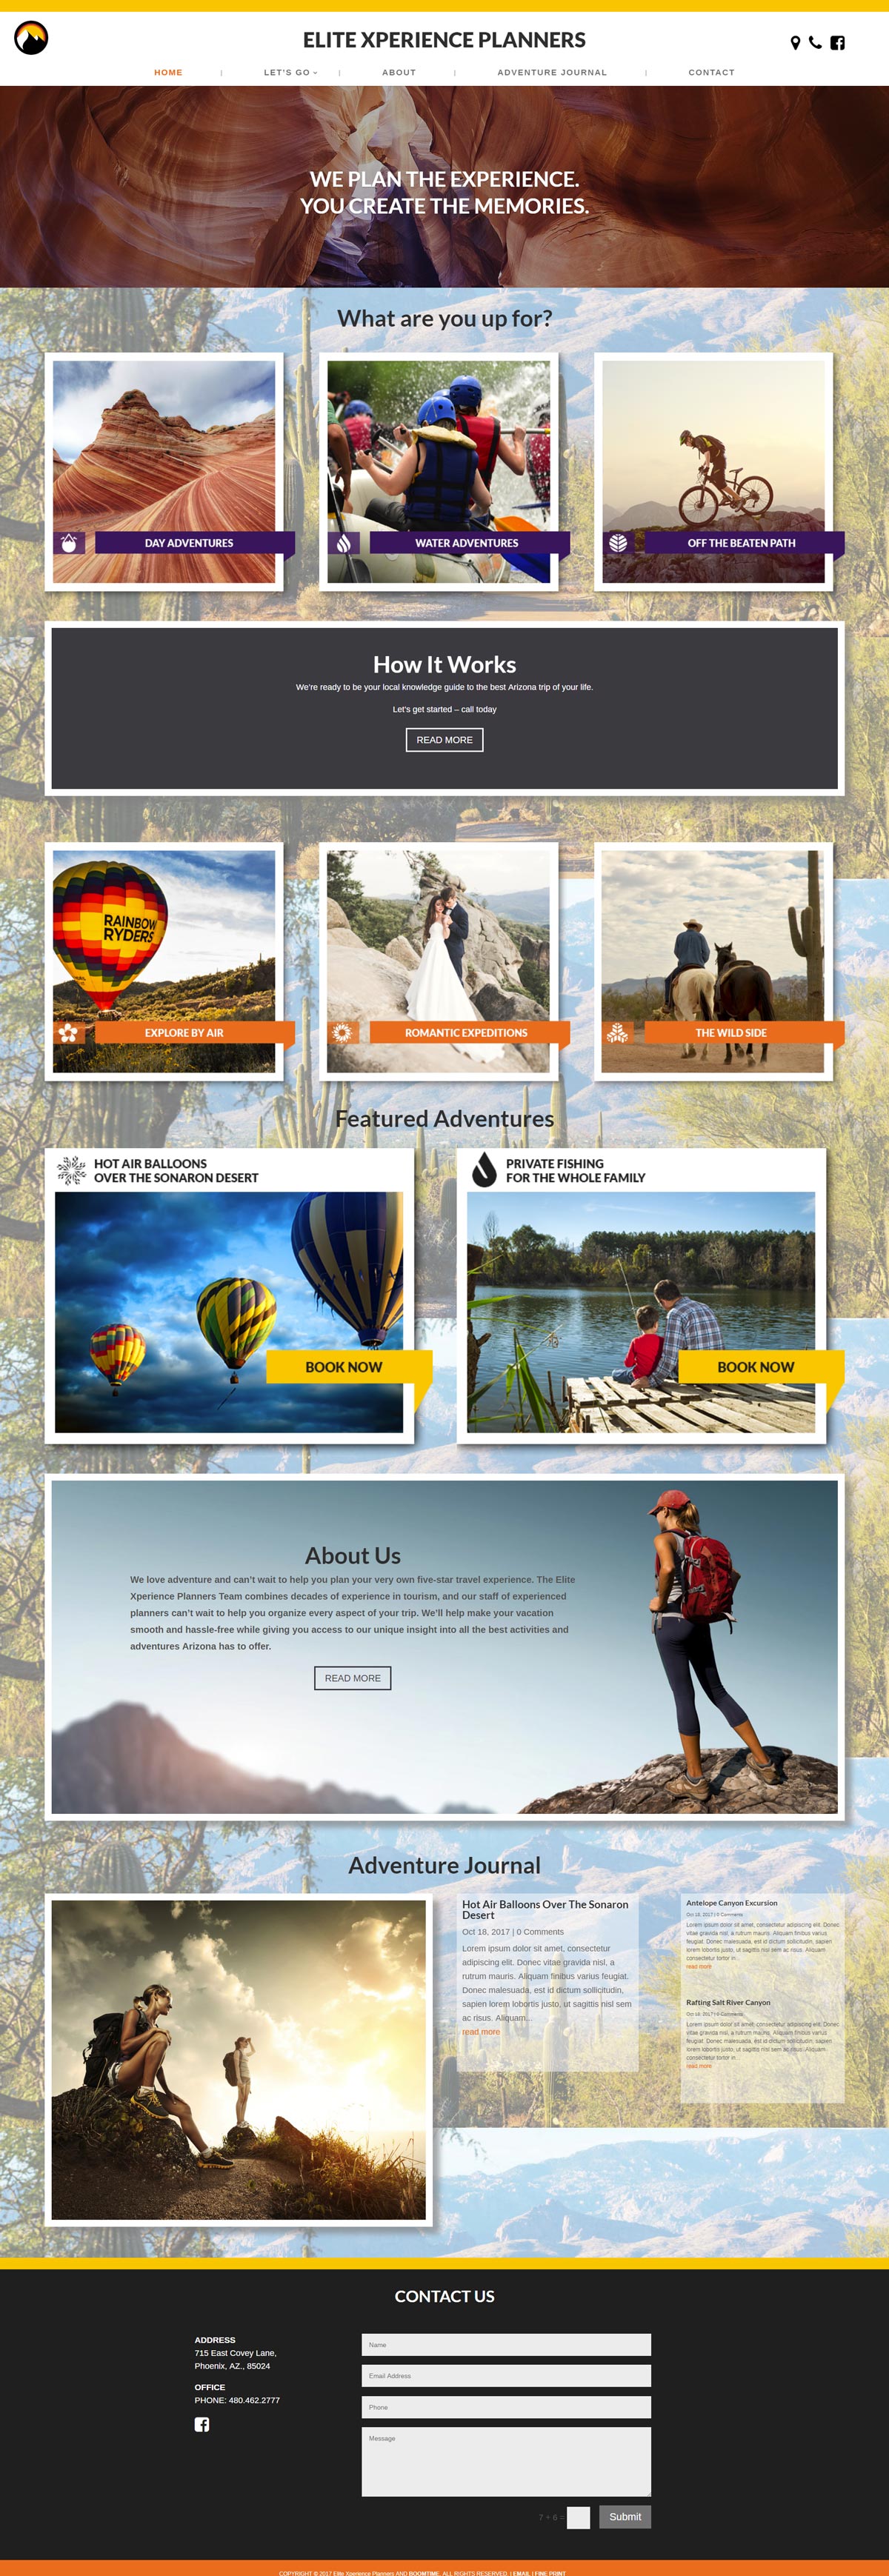 ELITE XPERIENCE PLANNERS
HOME | LET'S GO | ABOUT | ADVENTURE JOURNAL | CONTACT
WE PLAN THE EXPERIENCE.
YOU CREATE THE MEMORIES.
What are you up for?
DAY ADVENTURES
WATER ADVENTURES
OFF THE BEATEN PATH
How It Works
We're ready to be your local knowledge guide to the best Arizona trip of your life.
Let's get started – call today
READ MORE
RAINBOW
RYDERS
EXPLORE BY AIR
ROMANTIC EXPEDITIONS
THE WILD SIDE
Featured Adventures
HOT AIR BALLOONS
OVER THE SONARON DESERT
BOOK NOW
PRIVATE FISHING
FOR THE WHOLE FAMILY
BOOK NOW
About Us
We love adventure and can't wait to help you plan your very own five-star travel experience. The Elite
Xperience Planners Team combines decades of experience in tourism, and our staff of experienced
planners can't wait to help you organize every aspect of your trip. We'll help make your vacation
smooth and hassle-free while giving you access to our unique insight into all the best activities and
adventures Arizona has to offer.
READ MORE
Adventure Journal
Hot Air Balloons Over The Sonaron
Desert
Oct 18, 2017 | 0 Comments
Lorem ipsum dolor sit amet, consectetur
adipiscing elit. Donec vitae gravida nisl, a
rutrum mauris. Aliquam finibus varius feugiat.
Donec malesuada, est id dictum sollicitudin,
sapien lorem lobortis justo, ut sagittis nisl sem
ac risus. Aliquam...
read more
Antelope Canyon Excursion
Oct 18, 2017 | 0 Comments
Lorem ipsum dolor sit amet, consectetur adipiscing elit. Donec
vitae gravida nisl, a rutrum mauris. Aliquam finibus varius
feugiat. Donec malesuada, est id dictum sollicitudin, sapien
lorem lobortis justo, ut sagittis nisl sem ac risus. Aliquam
consectetur tortor in...
read more
Rafting Salt River Canyon
Oct 18, 2017 | 0 Comments
Lorem ipsum dolor sit amet, consectetur adipiscing elit. Donec
vitae gravida nisl, a rutrum mauris. Aliquam finibus varius
feugiat. Donec malesuada, est id dictum sollicitudin, sapien
lorem lobortis justo, ut sagittis nisl sem ac risus. Aliquam
consectetur tortor in...
read more
CONTACT US
ADDRESS
715 East Covey Lane,
Phoenix, AZ., 85024
OFFICE
PHONE: 480.462.2777
Name
Email Address
Phone
Message
7 + 6 =
Submit
COPYRIGHT © 2017 Elite Xperience Planners AND BOOMTIME. ALL RIGHTS RESERVED. | EMAIL | FINE PRINT